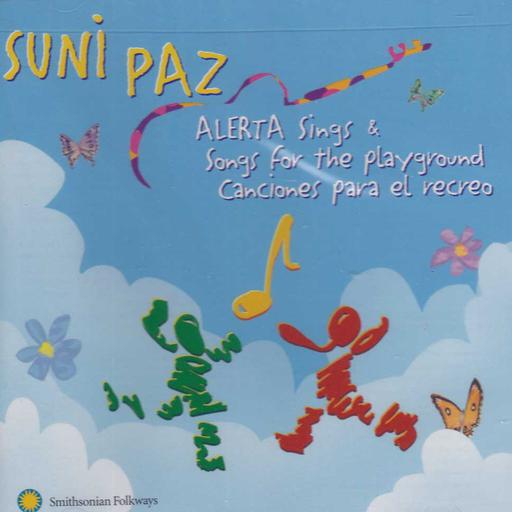 SUNI PAZ
ALERTA Sings &
Songs for the playground
Canciones para el recreo
Smithsonian Folkways